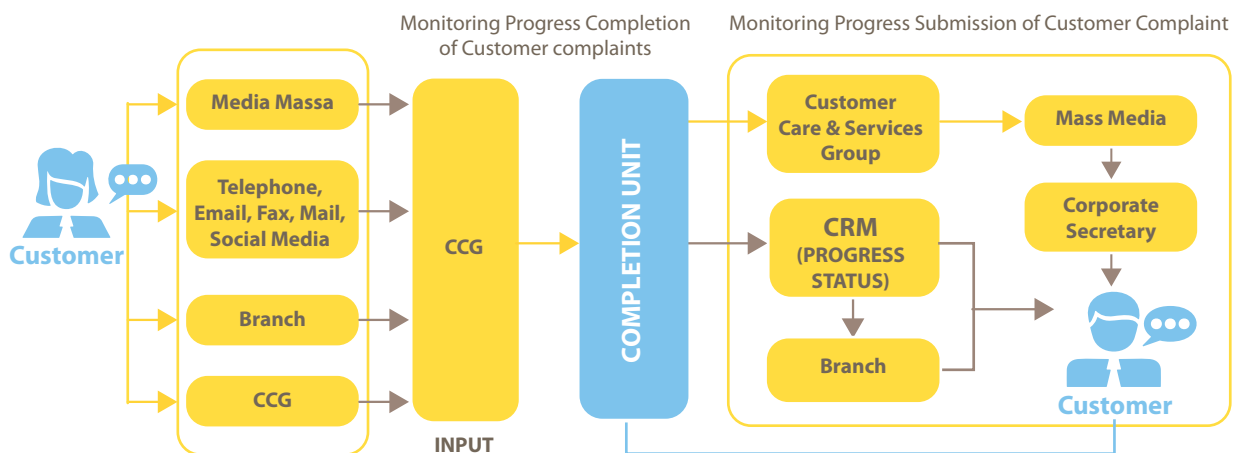 Monitoring Progress Completion
of Customer complaints
Monitoring Progress Submission of Customer Complaint
Customer
Media Massa
Telephone,
Email, Fax, Mail,
Social Media
Branch
CCG
CCG
INPUT
COMPLETION UNIT
Customer
Care & Services
Group
Mass Media
CRM
(PROGRESS
STATUS)
Corporate
Secretary
Branch
Customer